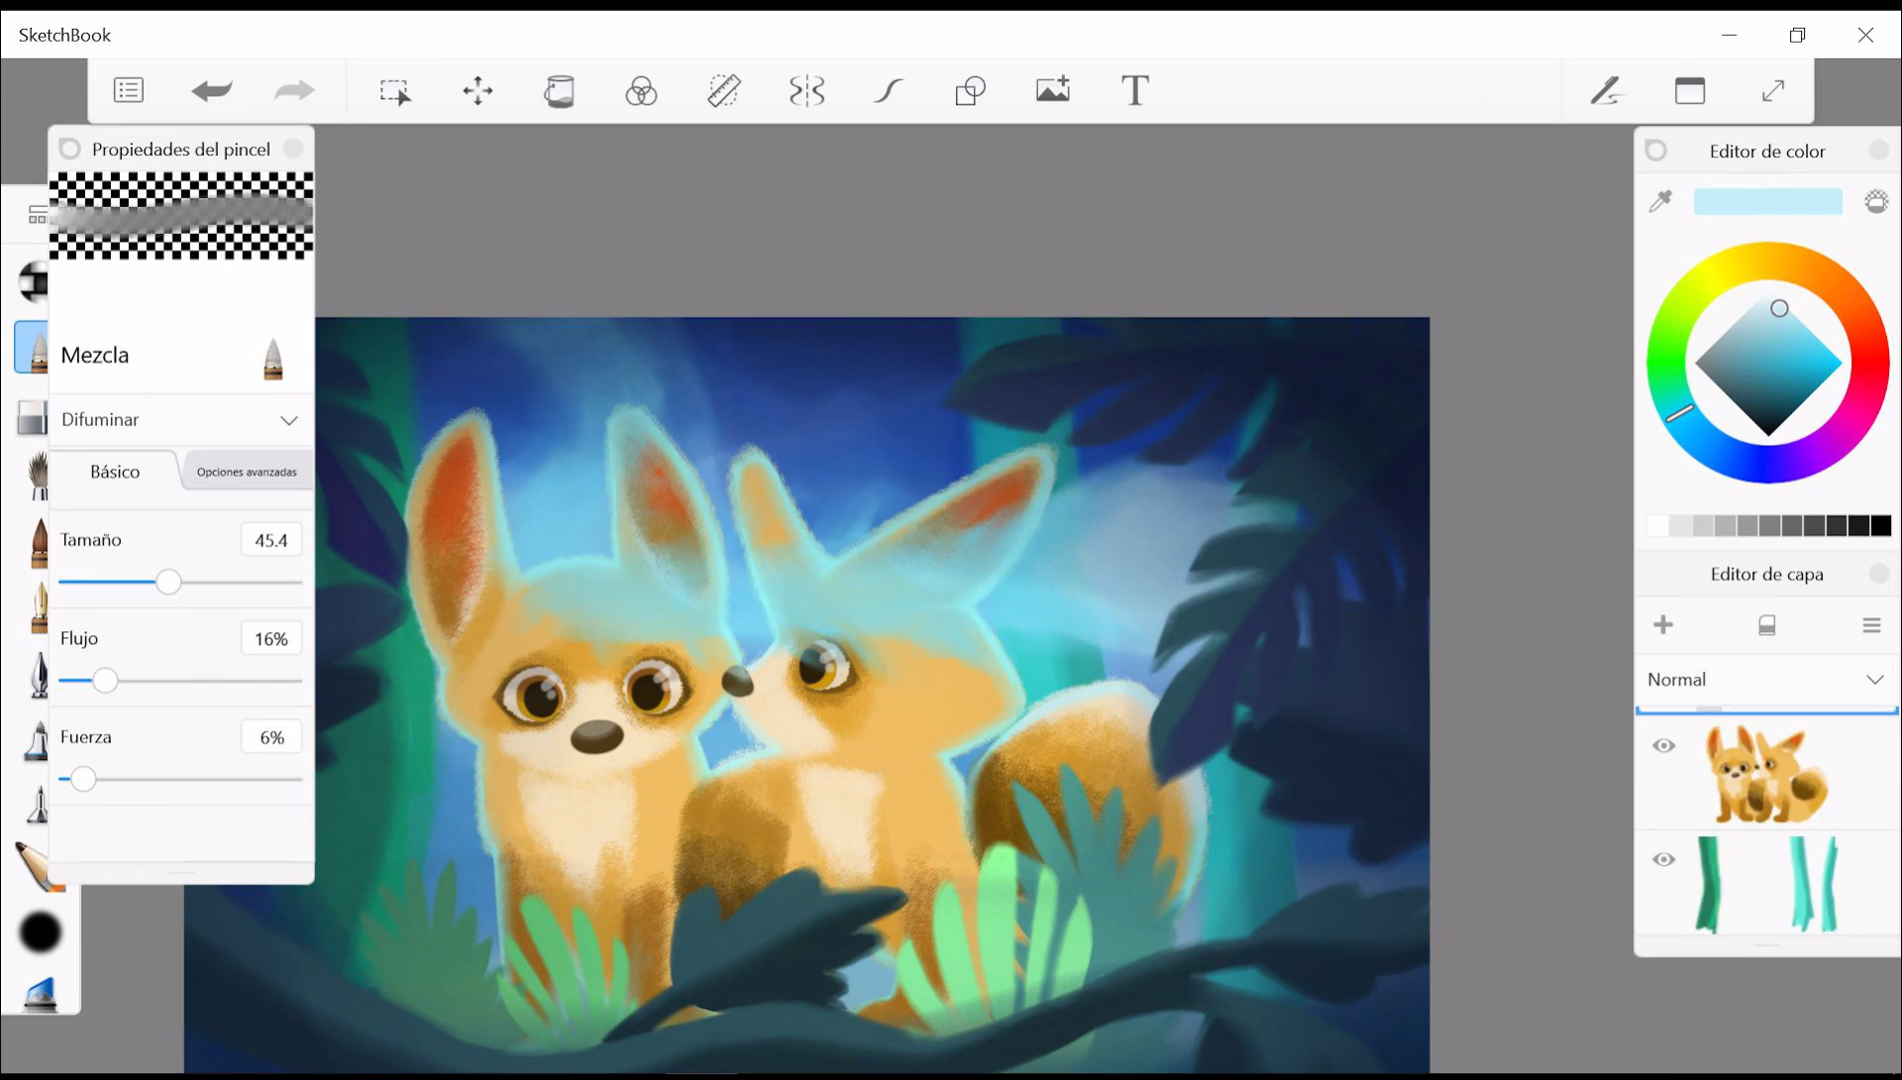 SketchBook
T
Propiedades del pincel
Mezcla
Difuminar
Básico
Opciones avanzadas
Tamaño
45.4
Flujo
16%
Fuerza
6%
Editor de color
Editor de capa
Normal